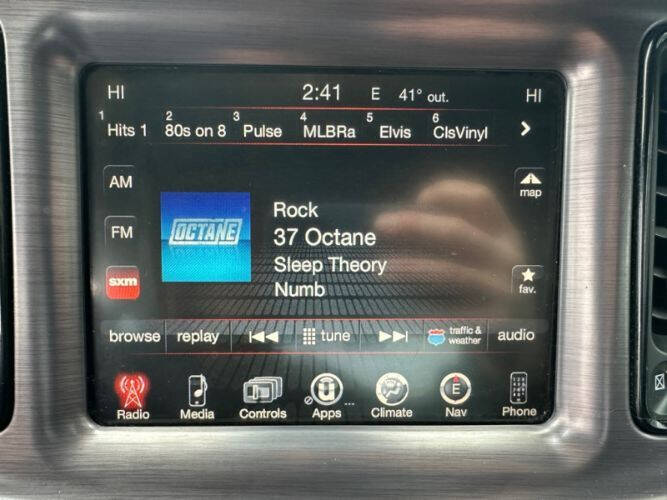 HI 2:41 E 41° out. HI
1 Hits 1 2 80s on 8 3 Pulse 4 MLBRa 5 Elvis 6 ClsVinyl
AM
map
FM
OCTANE
Rock
37 Octane
Sleep Theory
Numb
sxm
fav.
browse replay tune traffic & weather audio
Radio Media Controls Apps ... Climate E Nav Phone